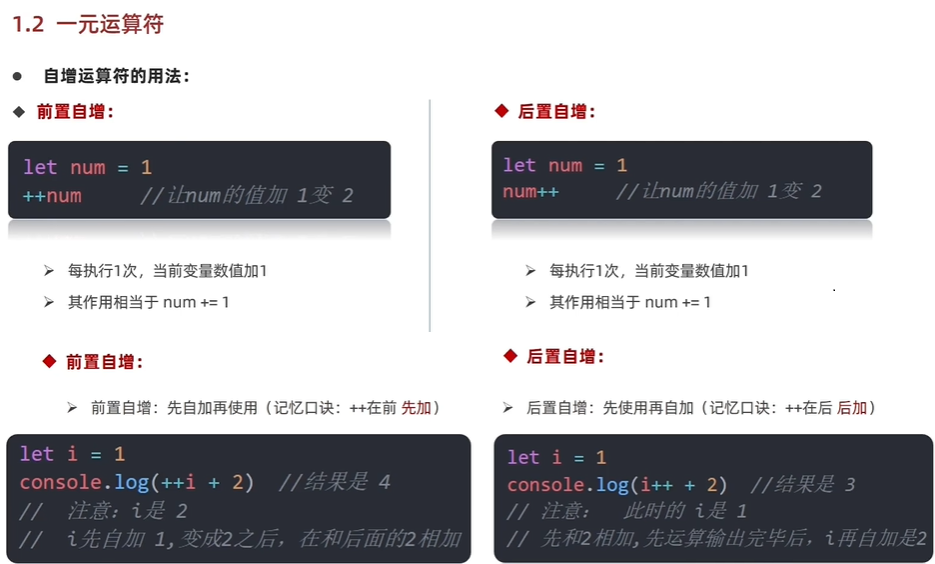 1.2 一元运算符
● 自增运算符的用法：
◆ 前置自增：
let num = 1
++num //让num的值加 1变 2
➢ 每执行1次，当前变量数值加1
➢ 其作用相当于 num += 1
◆ 后置自增：
let num = 1
num++ //让num的值加 1变 2
➢ 每执行1次，当前变量数值加1
➢ 其作用相当于 num += 1
◆ 前置自增：
➢ 前置自增：先自加再使用（记忆口诀：++在前 先加）
let i = 1
console.log(++i + 2) //结果是 4
// 注意：i是 2
// i先自加 1,变成2之后，在和后面的2相加
◆ 后置自增：
➢ 后置自增：先使用再自加（记忆口诀：++在后 后加）
let i = 1
console.log(i++ + 2) //结果是 3
// 注意： 此时的 i是 1
// 先和2相加,先运算输出完毕后，i再自加是2